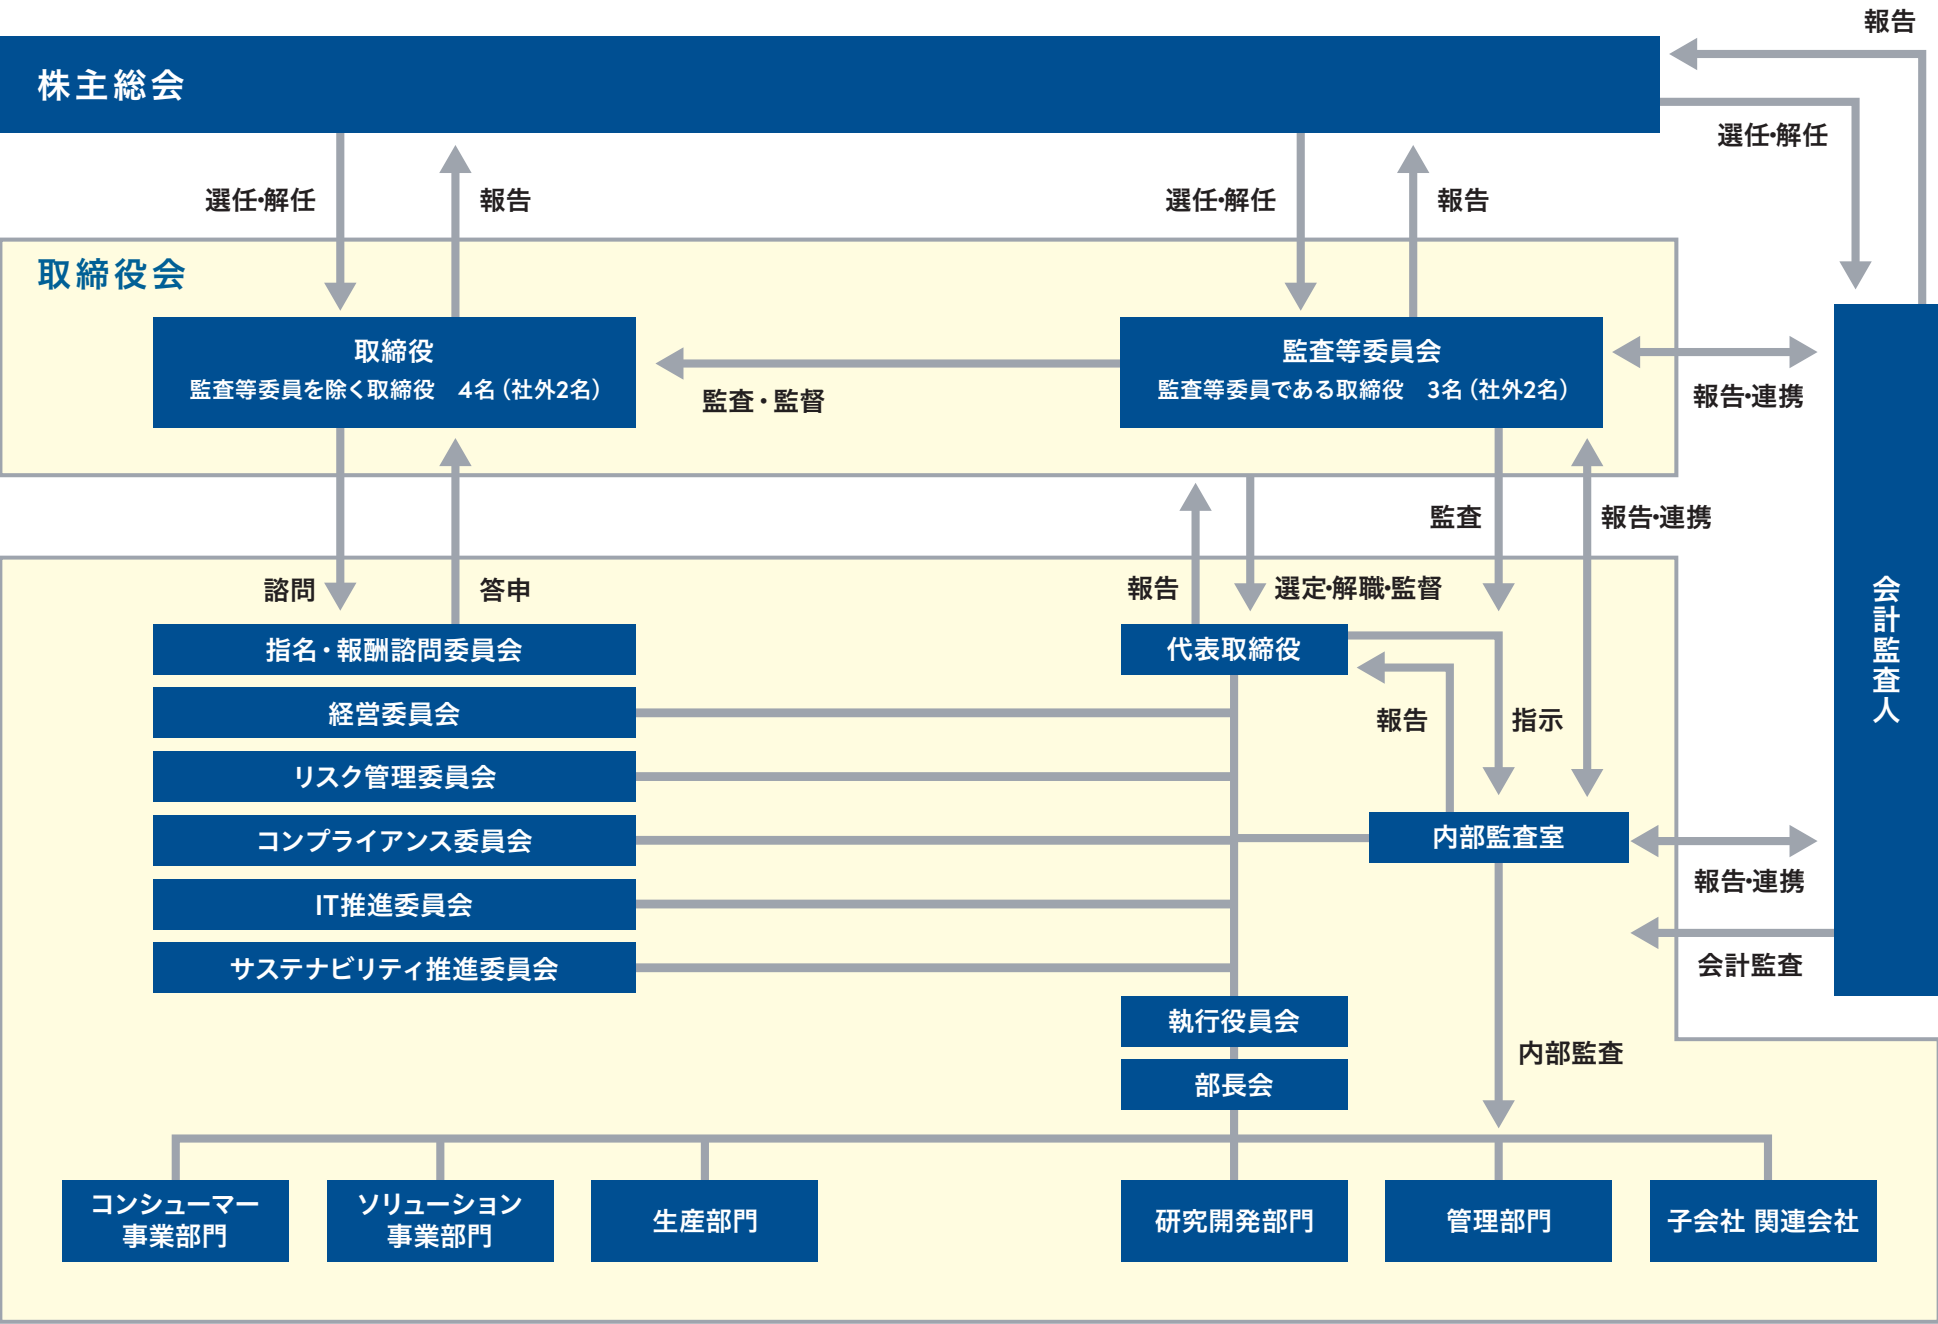 報告
株主総会
選任・解任
選任・解任
報告
選任・解任
報告
取締役会
取締役
監査等委員を除く取締役 4名（社外2名）
監査・監督
監査等委員会
監査等委員である取締役 3名（社外2名）
報告・連携
監査
報告・連携
諮問
答申
報告
選定・解職・監督
会計監査人
指名・報酬諮問委員会
代表取締役
経営委員会
報告
指示
リスク管理委員会
コンプライアンス委員会
内部監査室
報告・連携
IT推進委員会
サステナビリティ推進委員会
会計監査
執行役員会
内部監査
部長会
コンシューマー
事業部門
ソリューション
事業部門
生産部門
研究開発部門
管理部門
子会社 関連会社